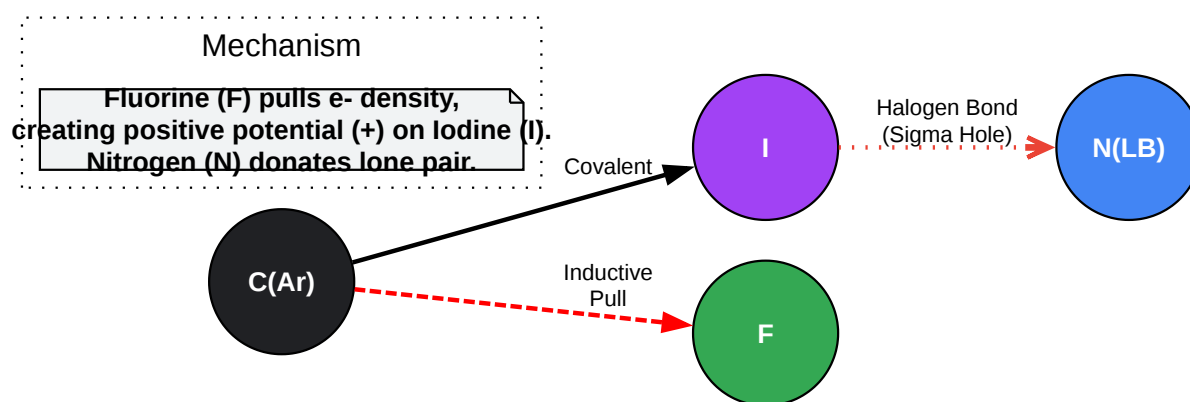 Mechanism
Fluorine (F) pulls e- density,
creating positive potential (+) on Iodine (I).
Nitrogen (N) donates lone pair.
Covalent
I
Halogen Bond
(Sigma Hole)
N(LB)
C(Ar)
Inductive
Pull
F